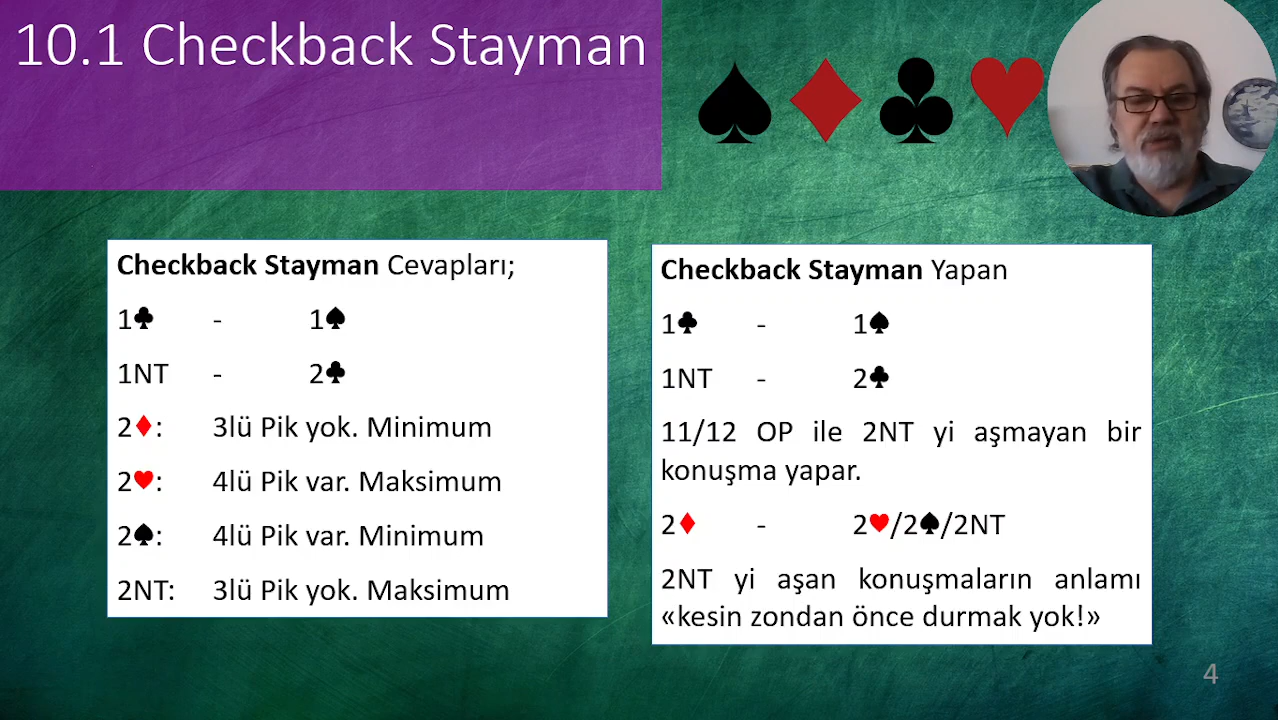 10.1 Checkback Stayman
Checkback Stayman Cevapları;
1♣ - 1♠
1NT - 2♣
2♦: 3lü Pik yok. Minimum
2♥: 4lü Pik var. Maksimum
2♠: 4lü Pik var. Minimum
2NT: 3lü Pik yok. Maksimum
Checkback Stayman Yapan
1♣ - 1♠
1NT - 2♣
11/12 OP ile 2NT yi aşmayan bir
konuşma yapar.
2♦ - 2♥/2♠/2NT
2NT yi aşan konuşmaların anlamı
«kesin zondan önce durmak yok!»
4